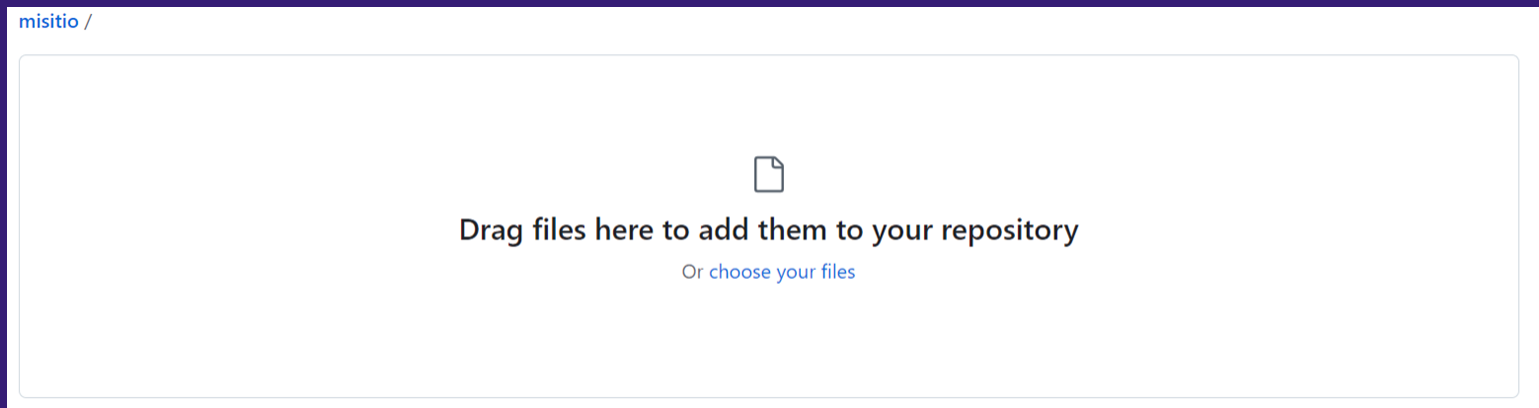 misitio /
Drag files here to add them to your repository
Or choose your files